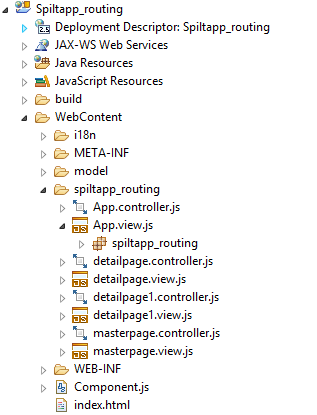 Spiltapp_routing
Deployment Descriptor: Spiltapp_routing
JAX-WS Web Services
Java Resources
JavaScript Resources
build
WebContent
i18n
META-INF
model
spiltapp_routing
App.controller.js
App.view.js
spiltapp_routing
detailpage.controller.js
detailpage.view.js
detailpage1.controller.js
detailpage1.view.js
masterpage.controller.js
masterpage.view.js
WEB-INF
Component.js
index.html